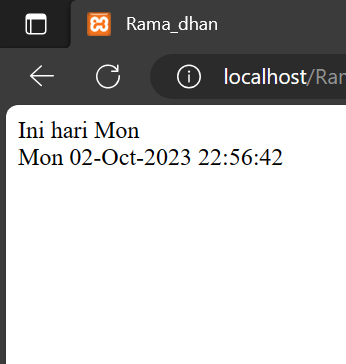 Rama_dhan
localhost/Ran
Ini hari Mon
Mon 02-Oct-2023 22:56:42